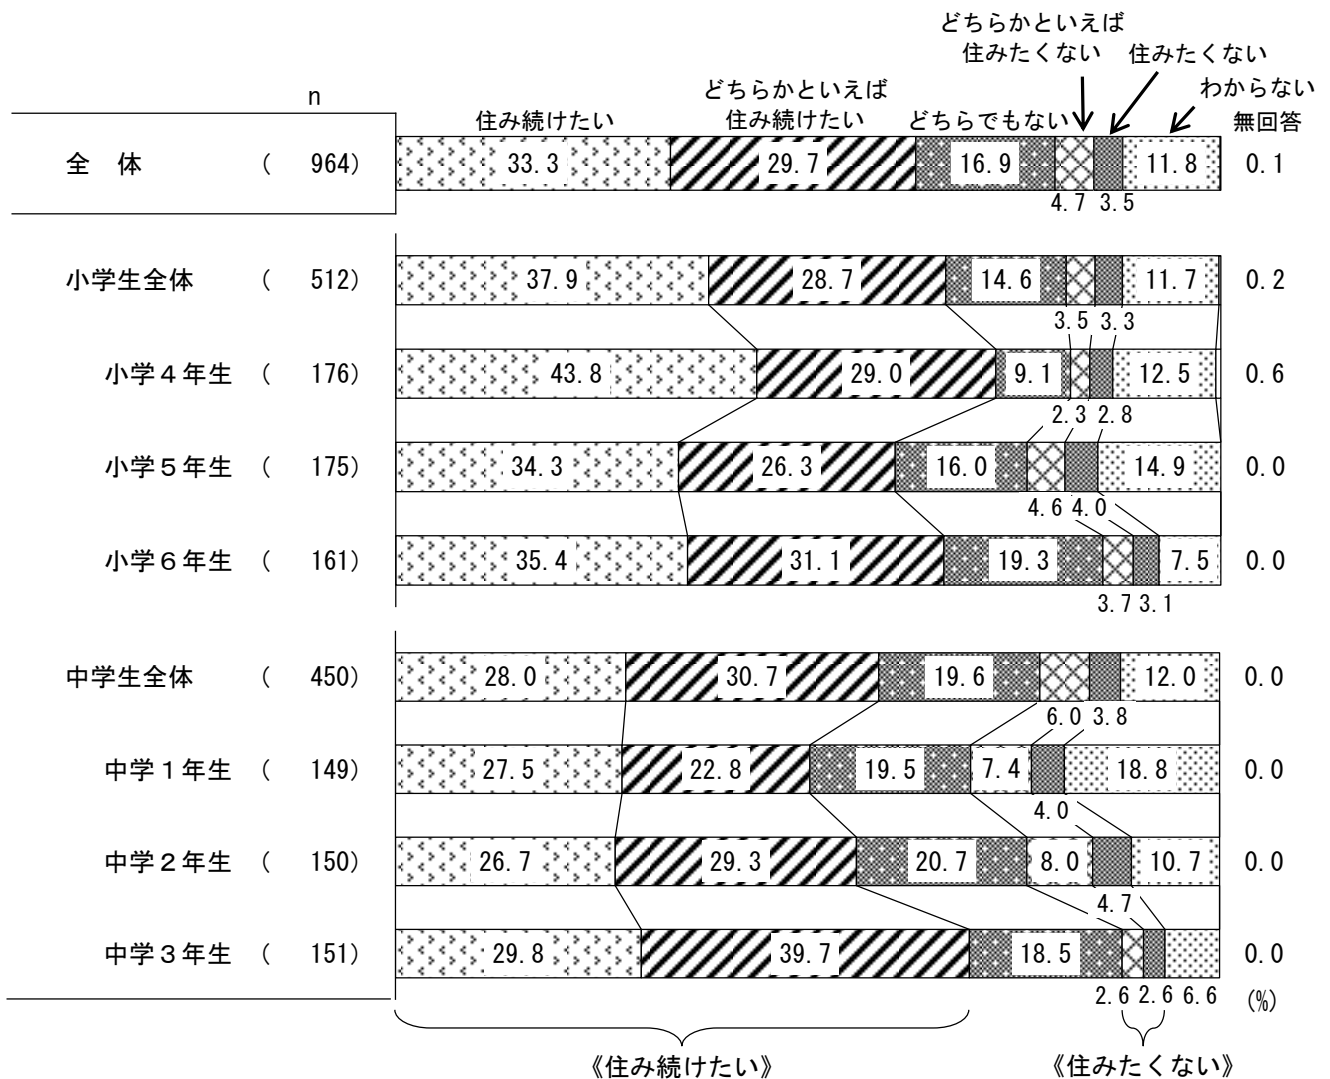 どちらかといえば
住みたくない 住みたくない
どちらかといえば わからない
n 住み続けたい 住み続けたい どちらでもない 無回答
全 体 ( 964) 33.3 29.7 16.9 11.8 0.1
4.7 3.5
小学生全体 ( 512) 37.9 28.7 14.6 11.7 0.2
3.5 3.3
小学4年生 ( 176) 43.8 29.0 9.1 12.5 0.6
2.3 2.8
小学5年生 ( 175) 34.3 26.3 16.0 14.9 0.0
4.6 4.0
小学6年生 ( 161) 35.4 31.1 19.3 7.5 0.0
3.7 3.1
中学生全体 ( 450) 28.0 30.7 19.6 12.0 0.0
6.0 3.8
中学1年生 ( 149) 27.5 22.8 19.5 7.4 18.8 0.0
4.0
中学2年生 ( 150) 26.7 29.3 20.7 8.0 10.7 0.0
4.7
中学3年生 ( 151) 29.8 39.7 18.5 0.0
2.6 2.6 6.6 (%)
《住み続けたい》 《住みたくない》